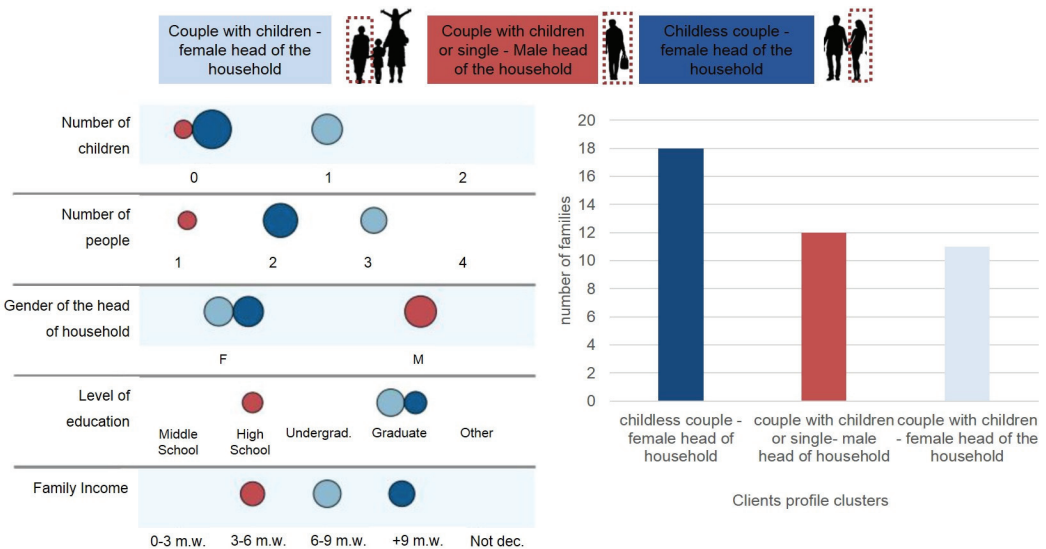 Couple with children -
female head of the
household
Couple with children
or single - Male head
of the household
Childless couple -
female head of the
household
Number of
children
0 1 2
Number of
people
1 2 3 4
Gender of the head
of household
F M
Level of
education
Middle
School
High
School
Undergrad.
Graduate
Other
Family Income
0-3 m.w. 3-6 m.w. 6-9 m.w. +9 m.w. Not dec.
number of families
20
18
16
14
12
10
8
6
4
2
0
childless couple -
female head of
household
couple with children
or single- male
head of household
couple with children
- female head of the
household
Clients profile clusters